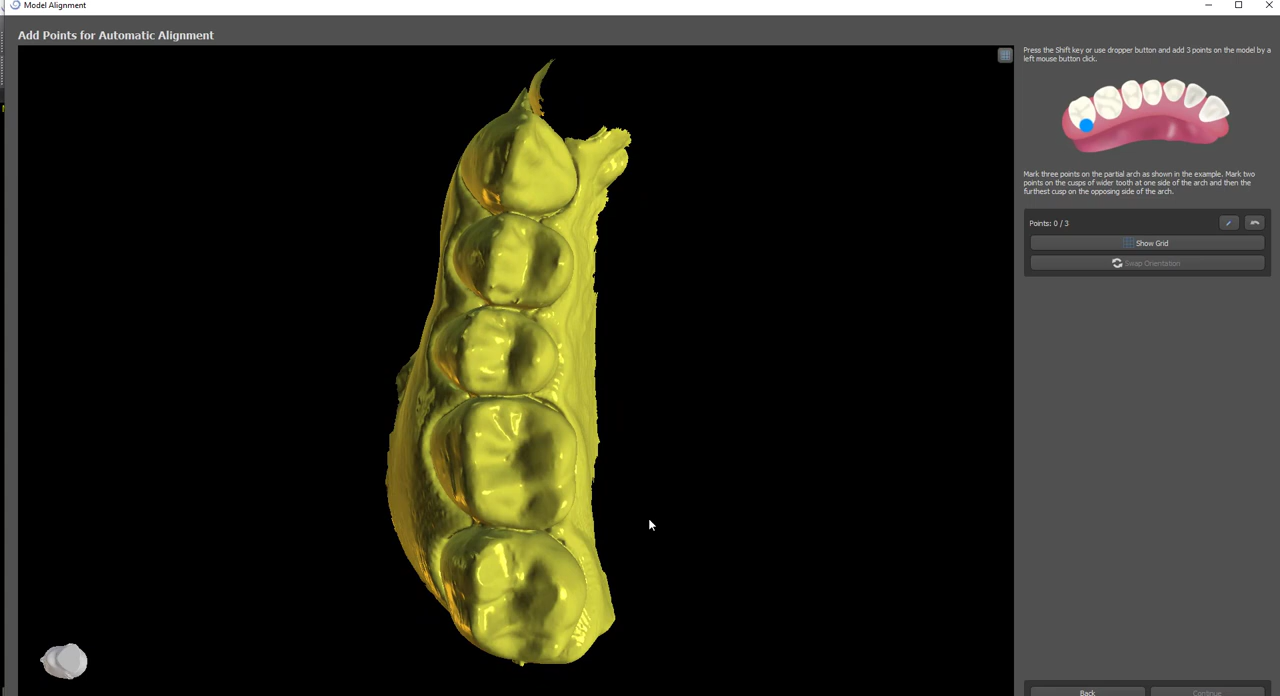 Model Alignment
Add Points for Automatic Alignment
Press the Shift key or use dropper button and add 3 points on the model by a
left mouse button click.
Mark three points on the partial arch as shown in the example. Mark two
points on the cusps of wider tooth at one side of the arch and then the
furthest cusp on the opposing side of the arch.
Points: 0 / 3
Show Grid
Swap Orientation
Back
Continue